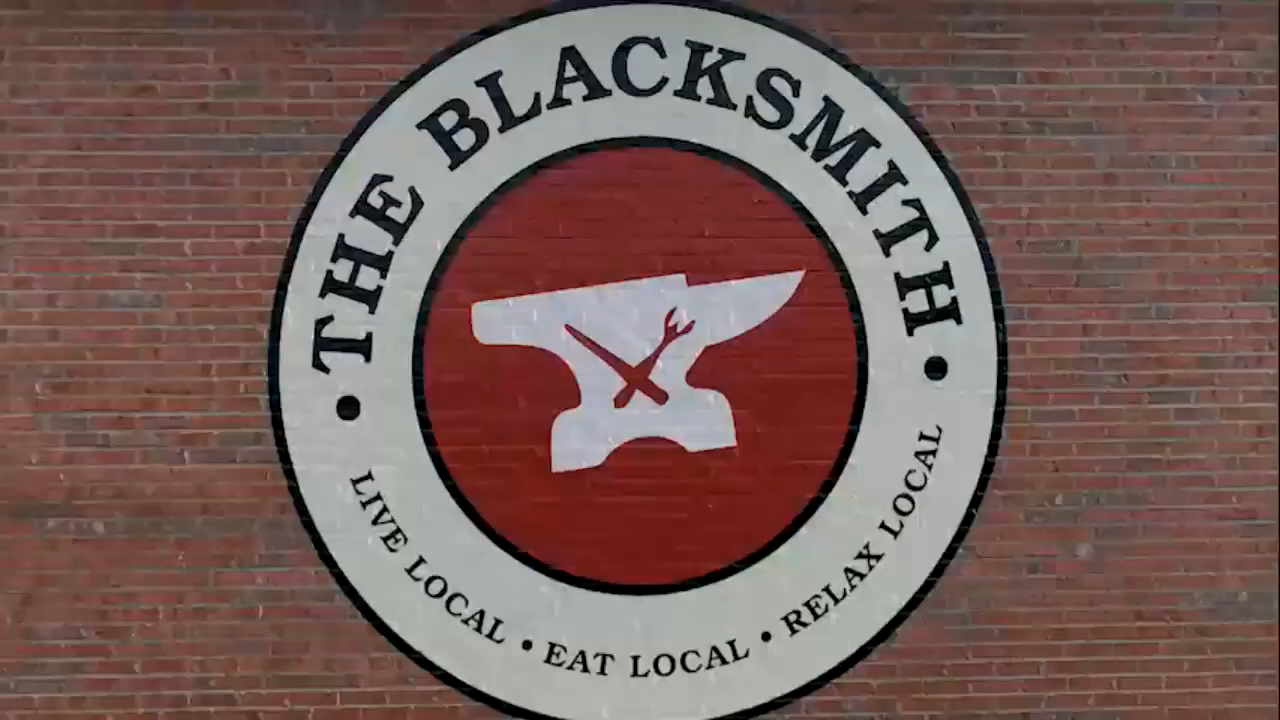 • THE BLACKSMITH •
LIVE LOCAL • EAT LOCAL • RELAX LOCAL